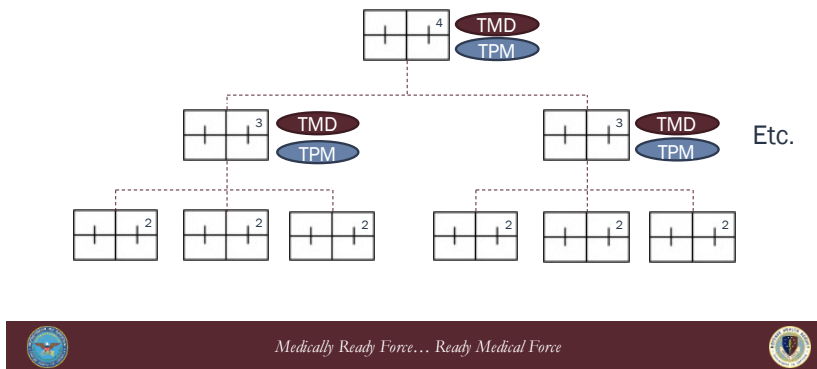 4 TMD
TPM
3 TMD
TPM
3 TMD
TPM
Etc.
2
2
2
2
2
2
Medically Ready Force… Ready Medical Force